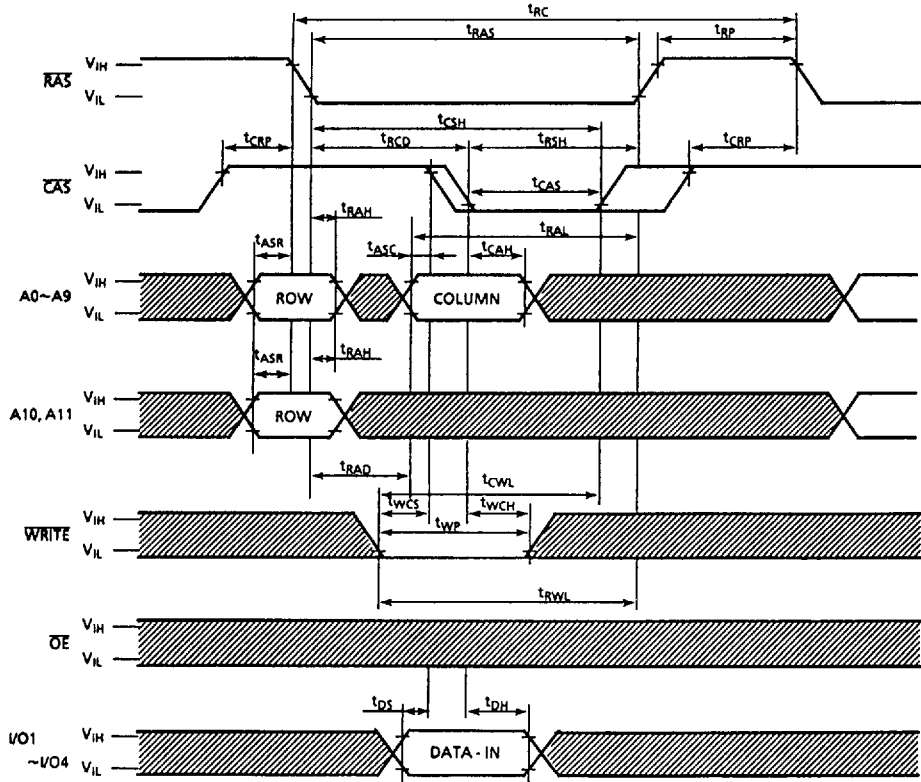 tRC
tRAS tRP
VIH
RAS
VIL
tCSH
tCRP tRCD tRSH tCRP
VIH
CAS
VIL
tCAS
tRAH
tRAL
tASR tASC tCAH
VIH
A0~A9 ROW COLUMN
VIL
tASR tRAH
VIH
A10, A11 ROW
VIL
tRAD tCWL
tWCS tWCH
VIH tWP
WRITE
VIL
tRWL
VIH
OE
VIL
tDS tDH
I/O1 VIH
~I/O4 DATA - IN
VIL